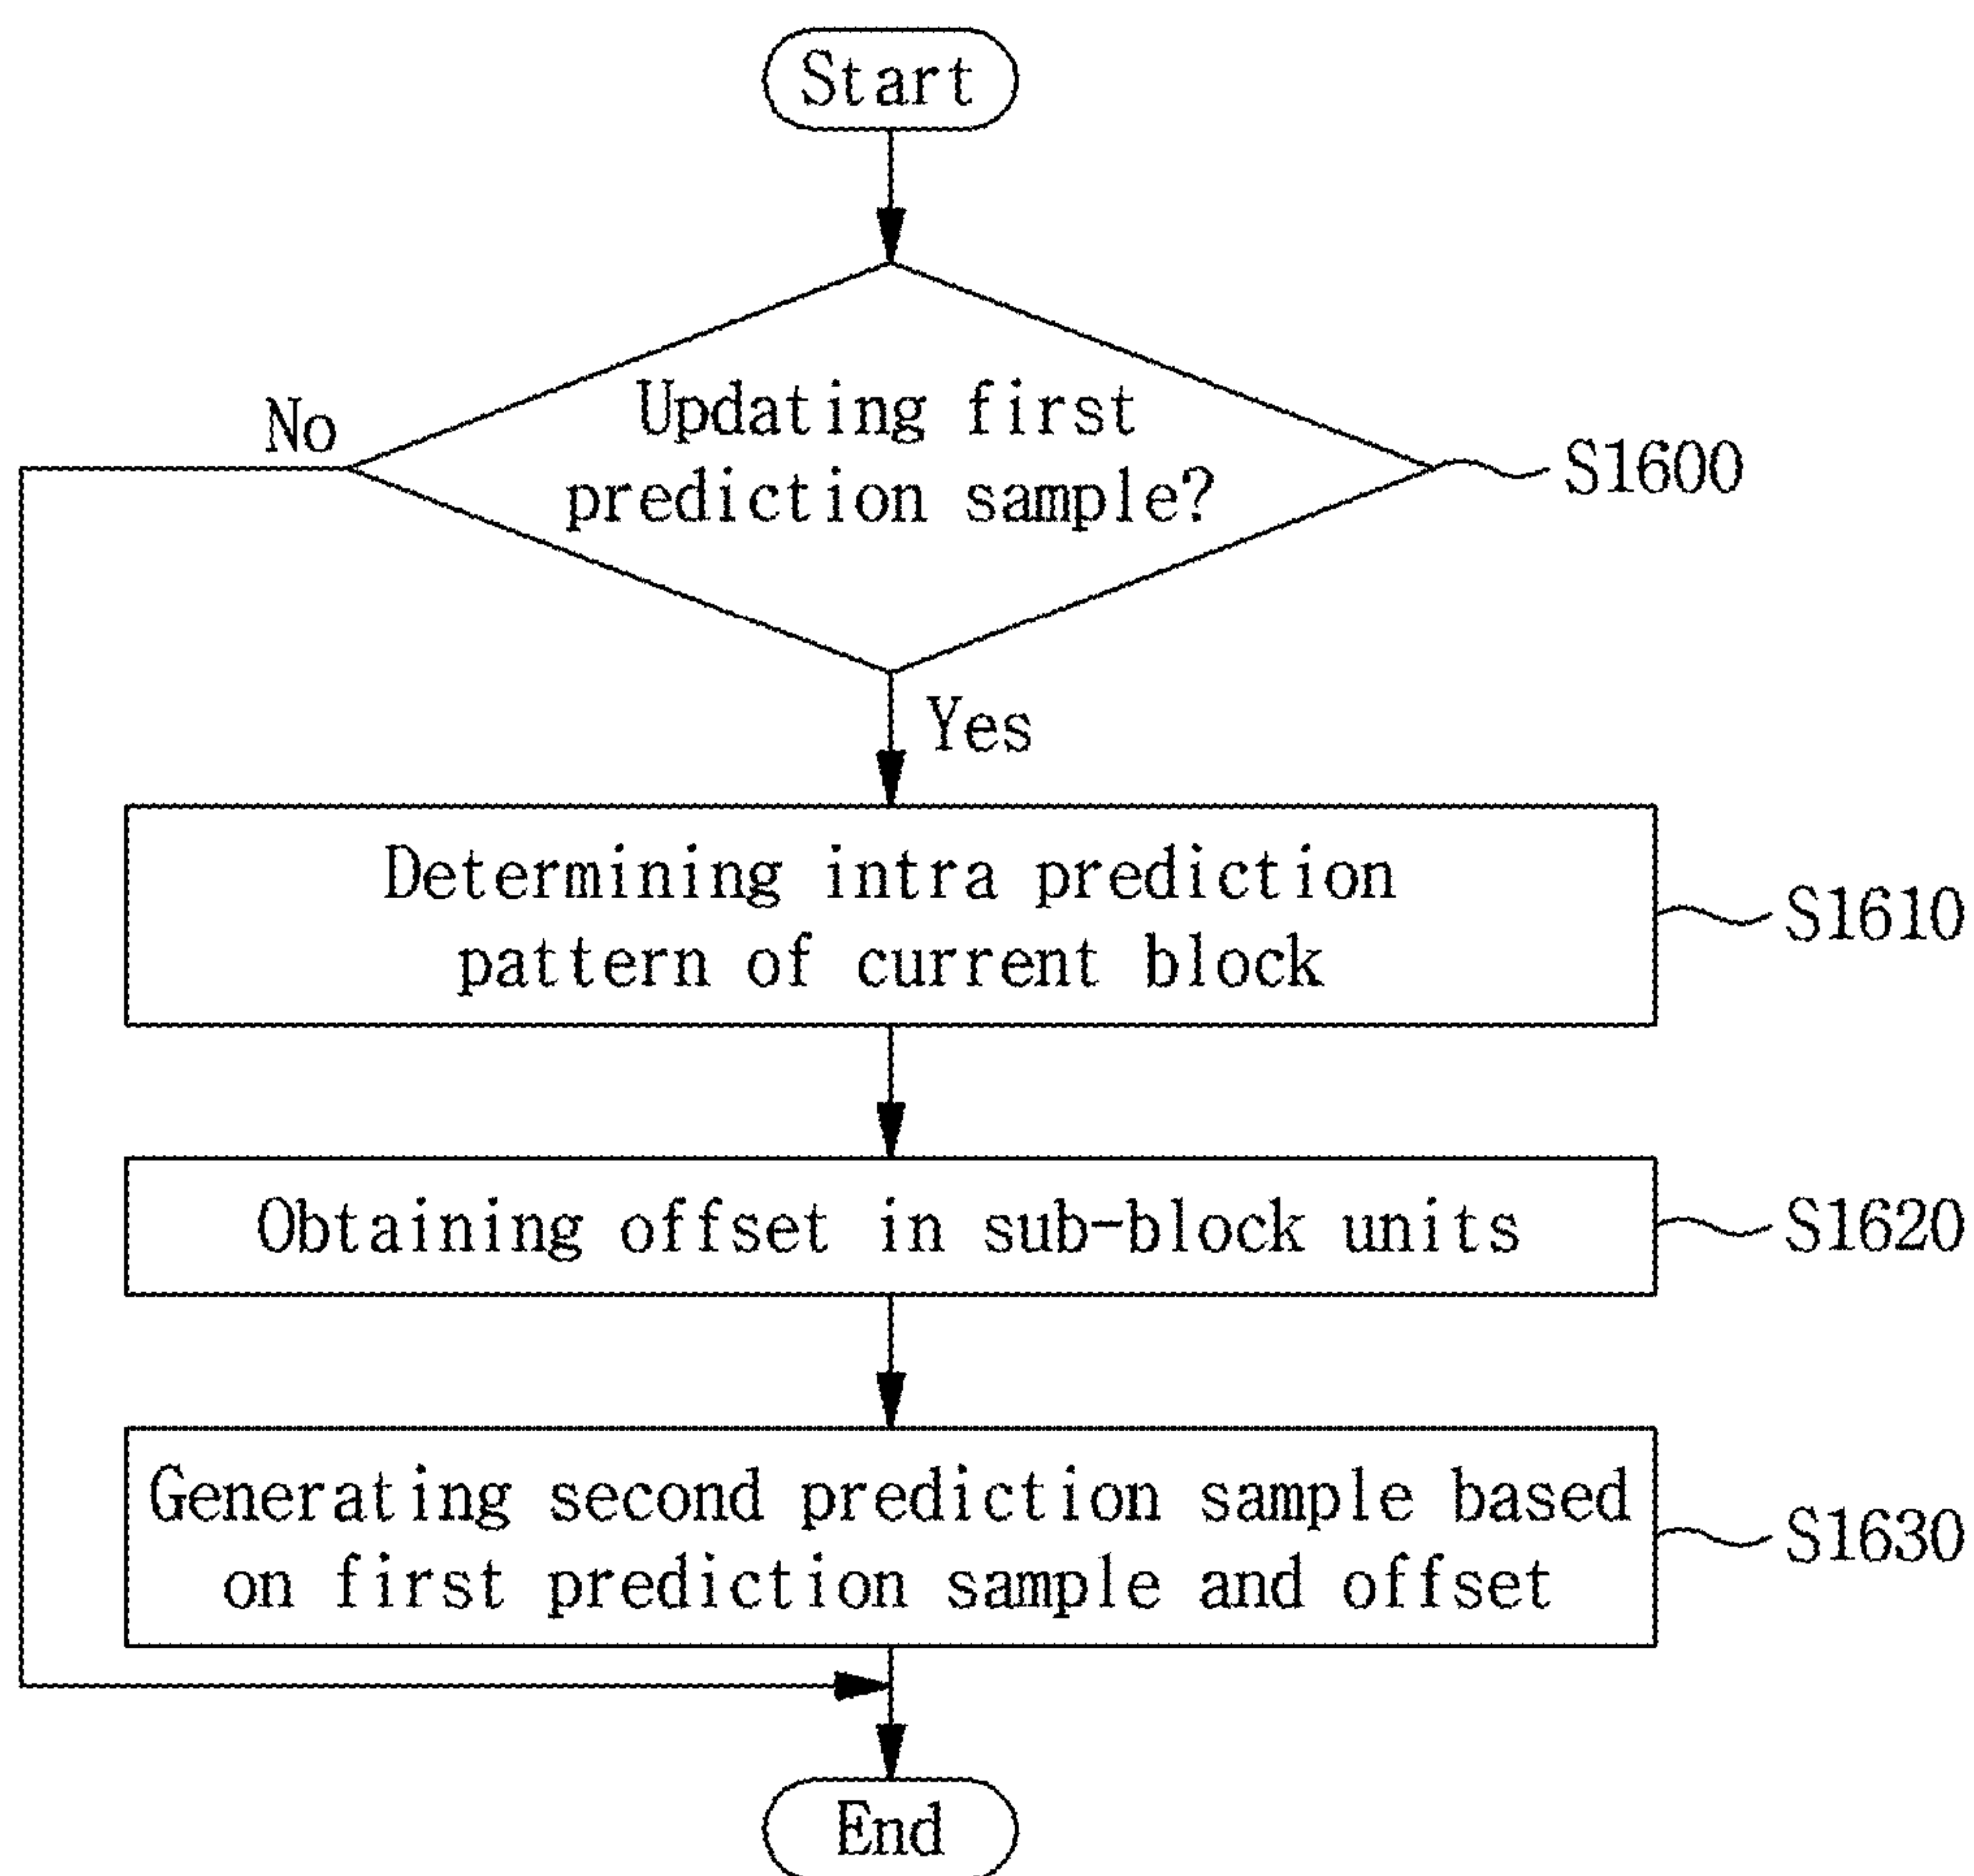 Start
Updating first
prediction sample?
No
S1600
Yes
Determining intra prediction
pattern of current block
S1610
Obtaining offset in sub-block units
S1620
Generating second prediction sample based
on first prediction sample and offset
S1630
End